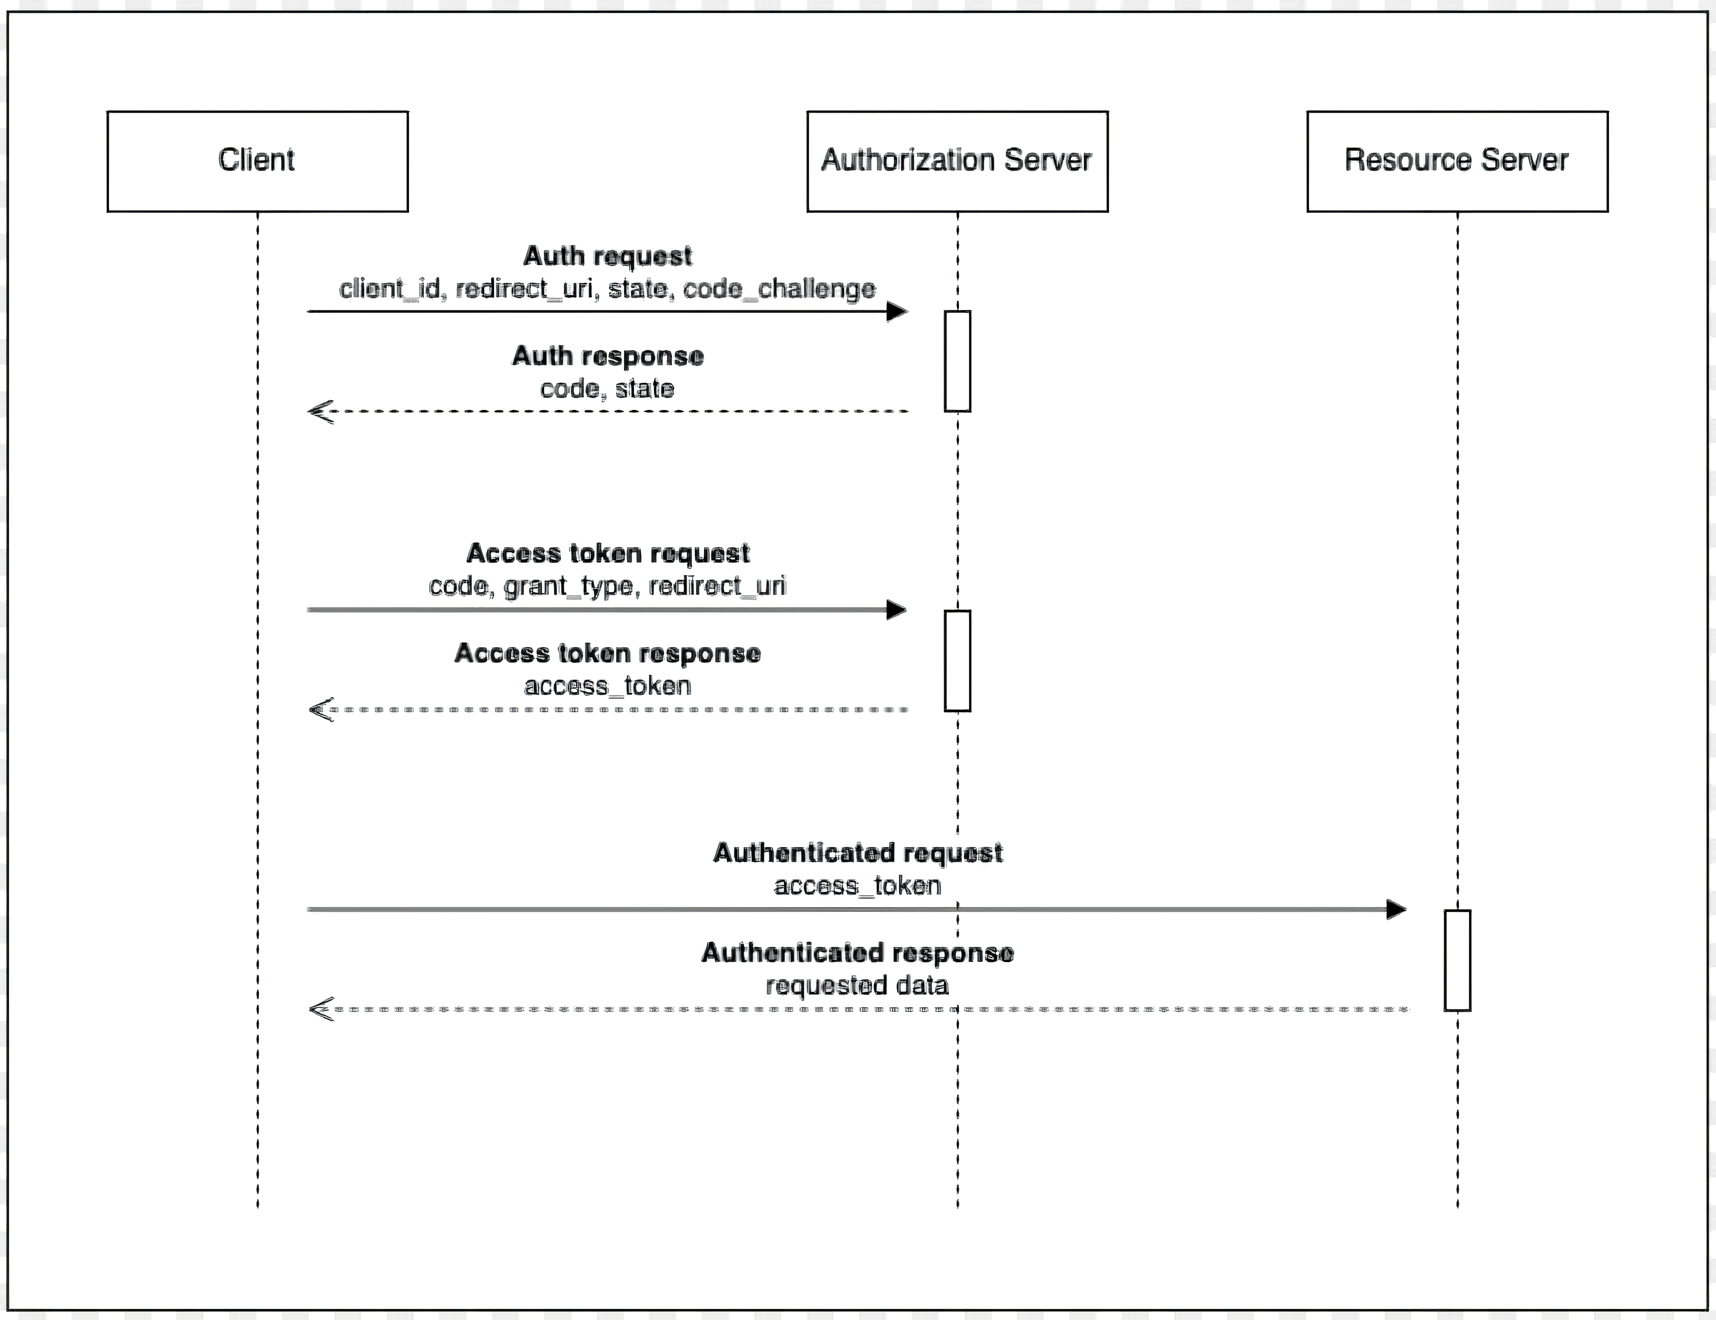 Client
Authorization Server
Resource Server
Auth request
client_id, redirect_uri, state, code_challenge
Auth response
code, state
Access token request
code, grant_type, redirect_uri
Access token response
access_token
Authenticated request
access_token
Authenticated response
requested data